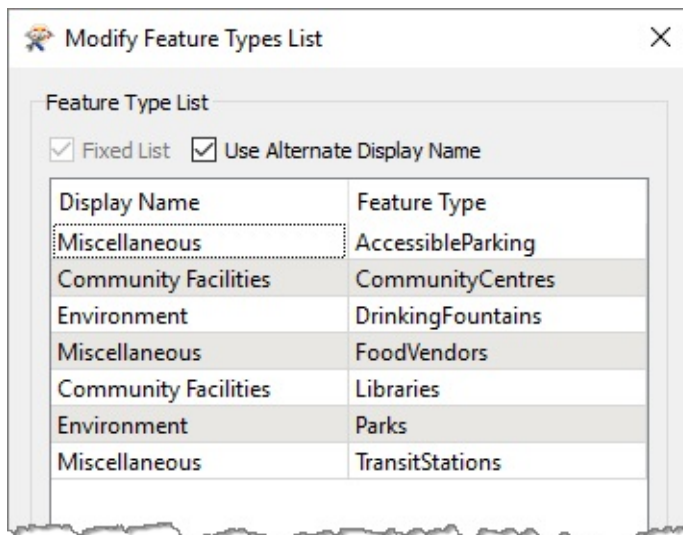 Modify Feature Types List
Feature Type List
Fixed List Use Alternate Display Name
Display Name Feature Type
Miscellaneous AccessibleParking
Community Facilities CommunityCentres
Environment DrinkingFountains
Miscellaneous FoodVendors
Community Facilities Libraries
Environment Parks
Miscellaneous TransitStations